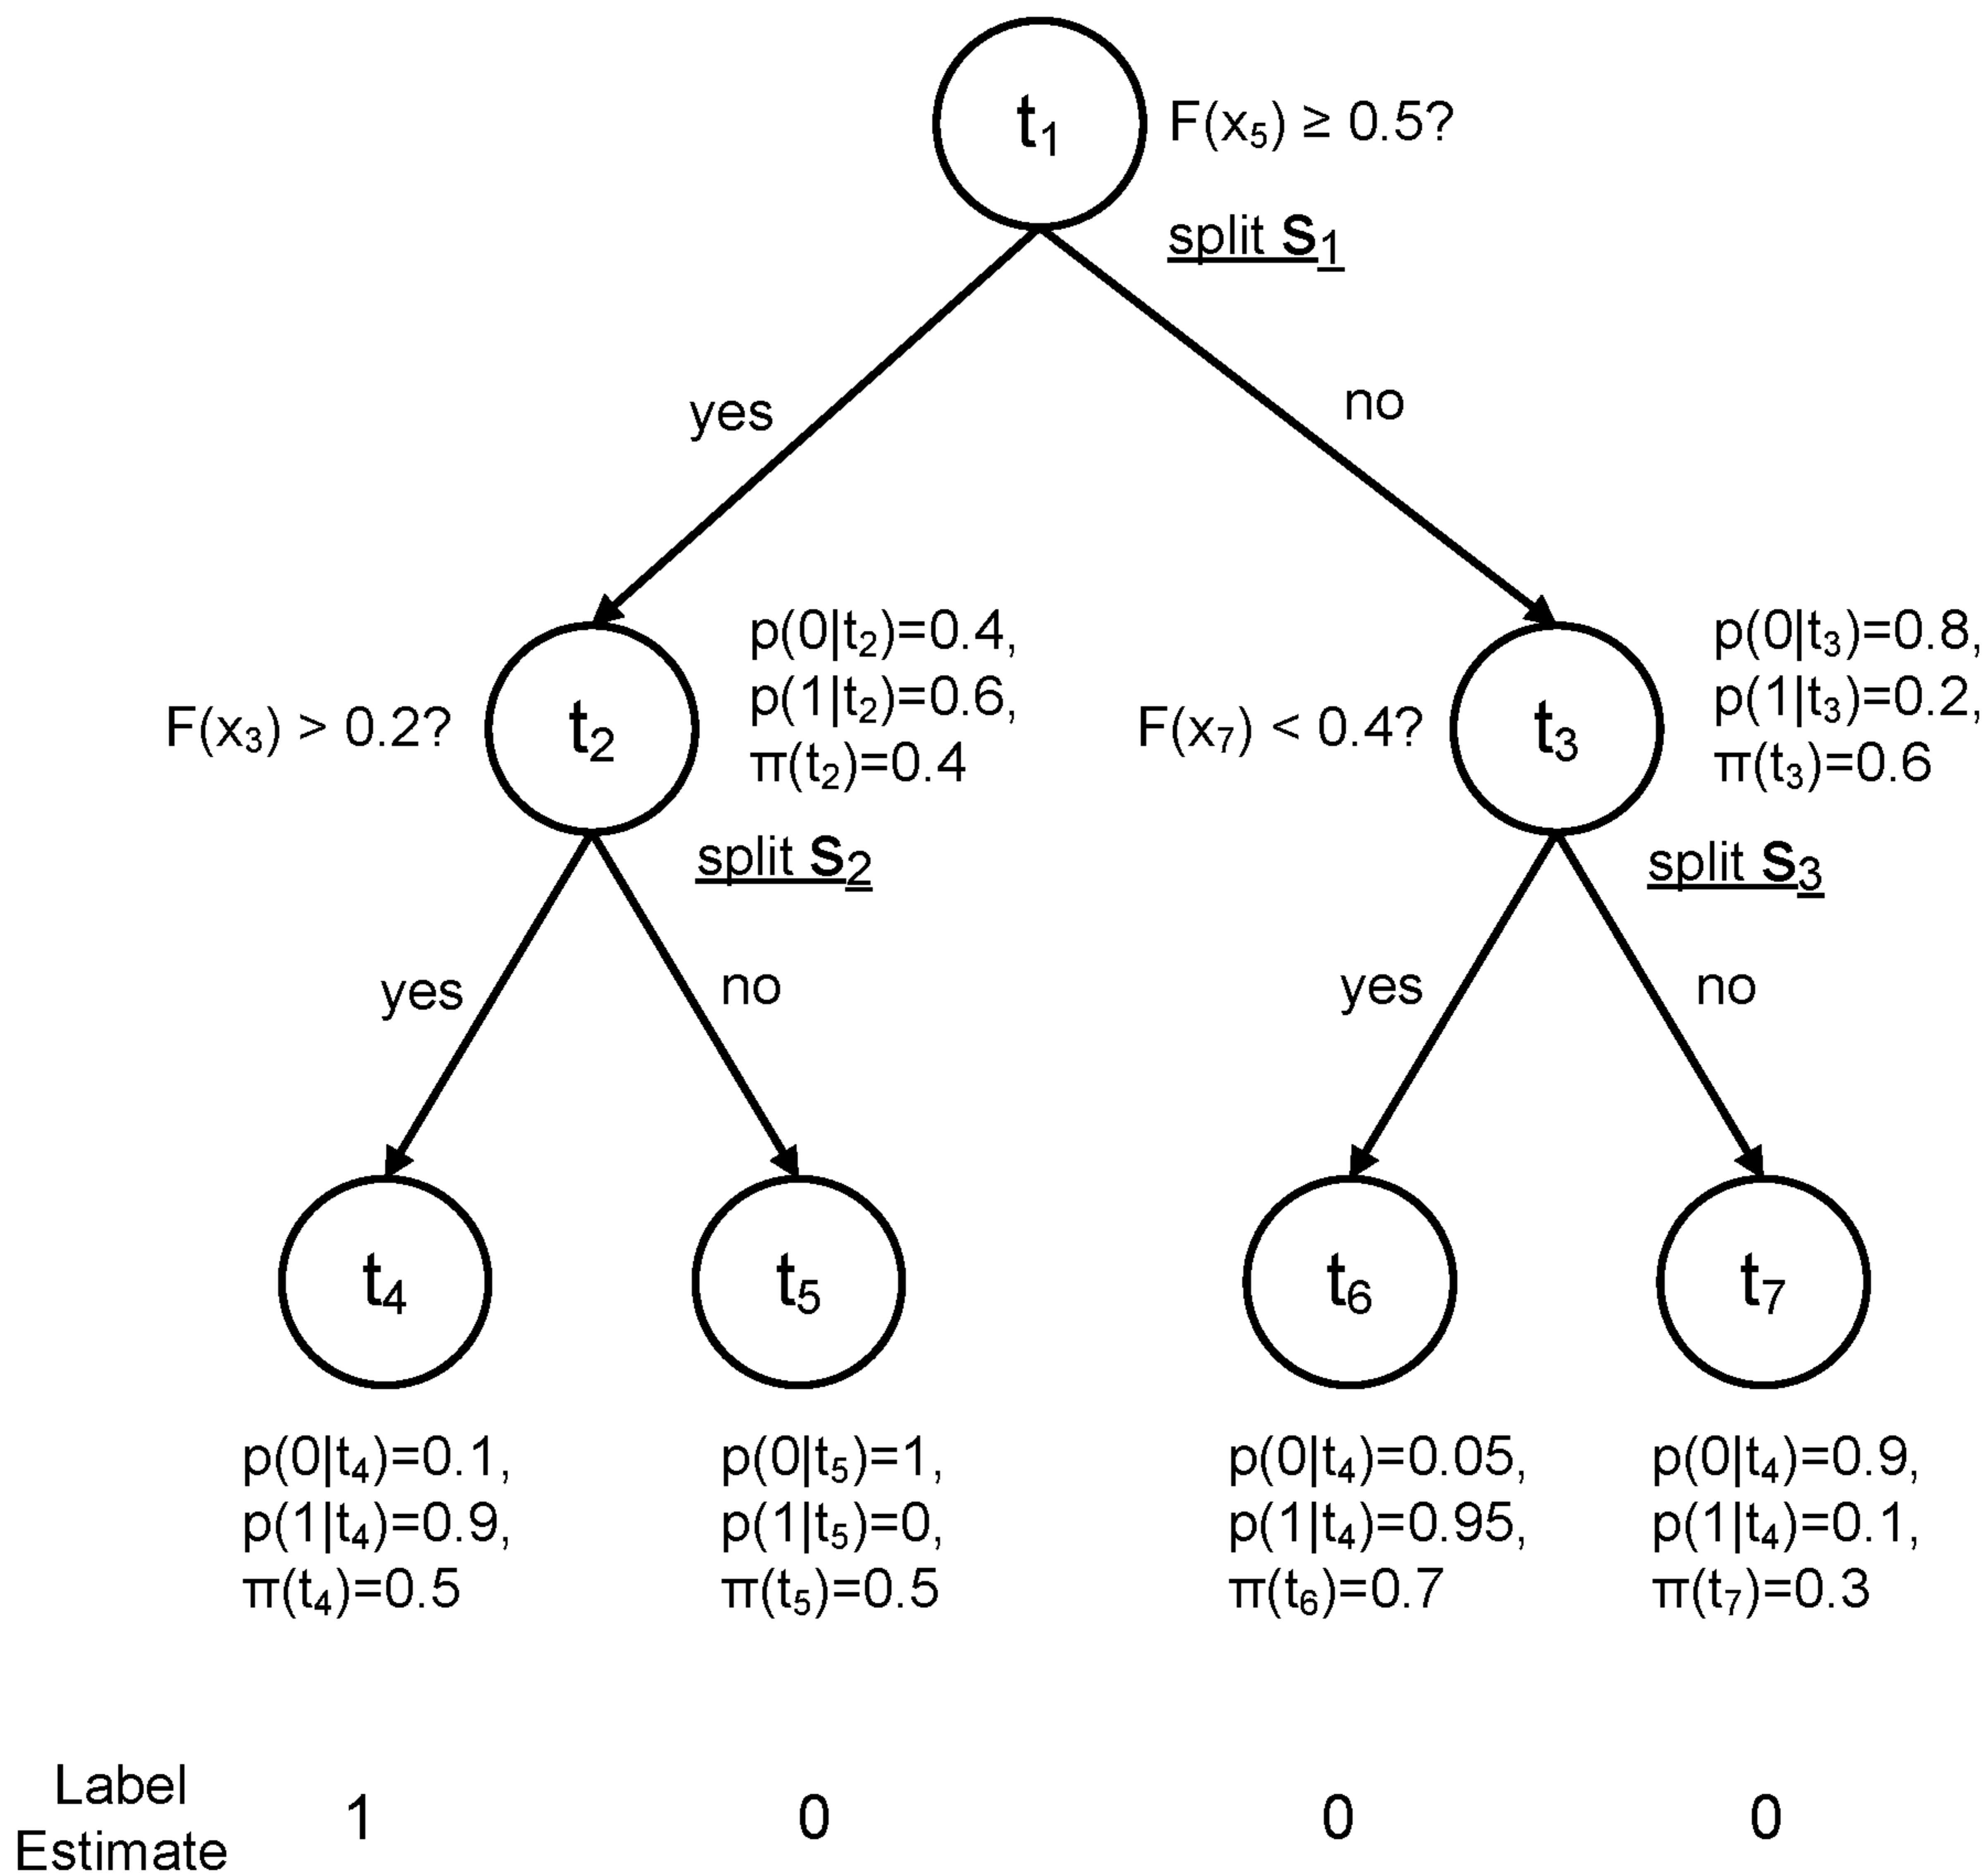 t₁
F(x₅) ≥ 0.5?
split s₁
yes
no
F(x₃) > 0.2?
t₂
p(0|t₂)=0.4,
p(1|t₂)=0.6,
π(t₂)=0.4
split s₂
F(x₇) < 0.4?
t₃
p(0|t₃)=0.8,
p(1|t₃)=0.2,
π(t₃)=0.6
split s₃
yes
no
yes
no
t₄
t₅
t₆
t₇
p(0|t₄)=0.1,
p(1|t₄)=0.9,
π(t₄)=0.5
p(0|t₅)=1,
p(1|t₅)=0,
π(t₅)=0.5
p(0|t₄)=0.05,
p(1|t₄)=0.95,
π(t₆)=0.7
p(0|t₄)=0.9,
p(1|t₄)=0.1,
π(t₇)=0.3
Label
Estimate
1 0 0 0